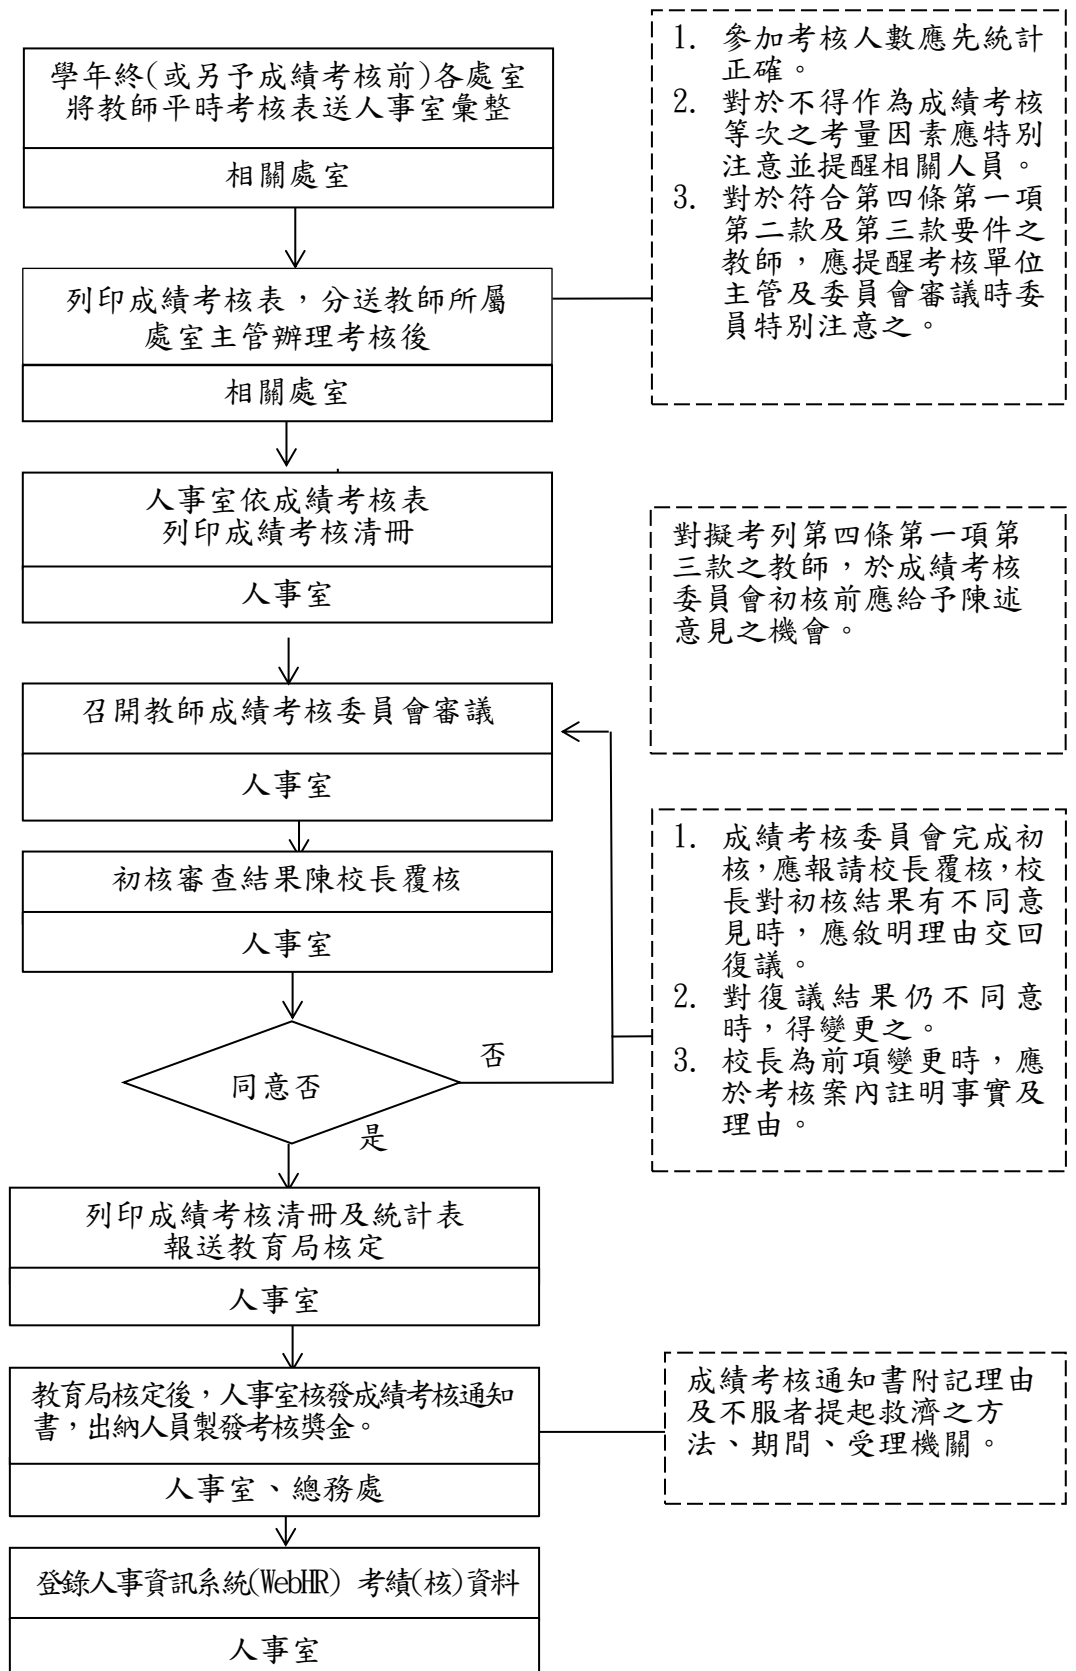 學年終(或另予成績考核前)各處室
將教師平時考核表送人事室彙整
相關處室
1. 參加考核人數應先統計
正確。
2. 對於不得作為成績考核
等次之考量因素應特別
注意並提醒相關人員。
3. 對於符合第四條第一項
第二款及第三款要件之
教師，應提醒考核單位
主管及委員會審議時委
員特別注意之。
列印成績考核表，分送教師所屬
處室主管辦理考核後
相關處室
人事室依成績考核表
列印成績考核清冊
人事室
對擬考列第四條第一項第
三款之教師，於成績考核
委員會初核前應給予陳述
意見之機會。
召開教師成績考核委員會審議
人事室
初核審查結果陳校長覆核
人事室
1. 成績考核委員會完成初
核，應報請校長覆核，校
長對初核結果有不同意
見時，應敘明理由交回
復議。
2. 對復議結果仍不同意
時，得變更之。
3. 校長為前項變更時，應
於考核案內註明事實及
理由。
同意否
否
是
列印成績考核清冊及統計表
報送教育局核定
人事室
教育局核定後，人事室核發成績考核通知
書，出納人員製發考核獎金。
人事室、總務處
成績考核通知書附記理由
及不服者提起救濟之方
法、期間、受理機關。
登錄人事資訊系統(WebHR) 考績(核)資料
人事室